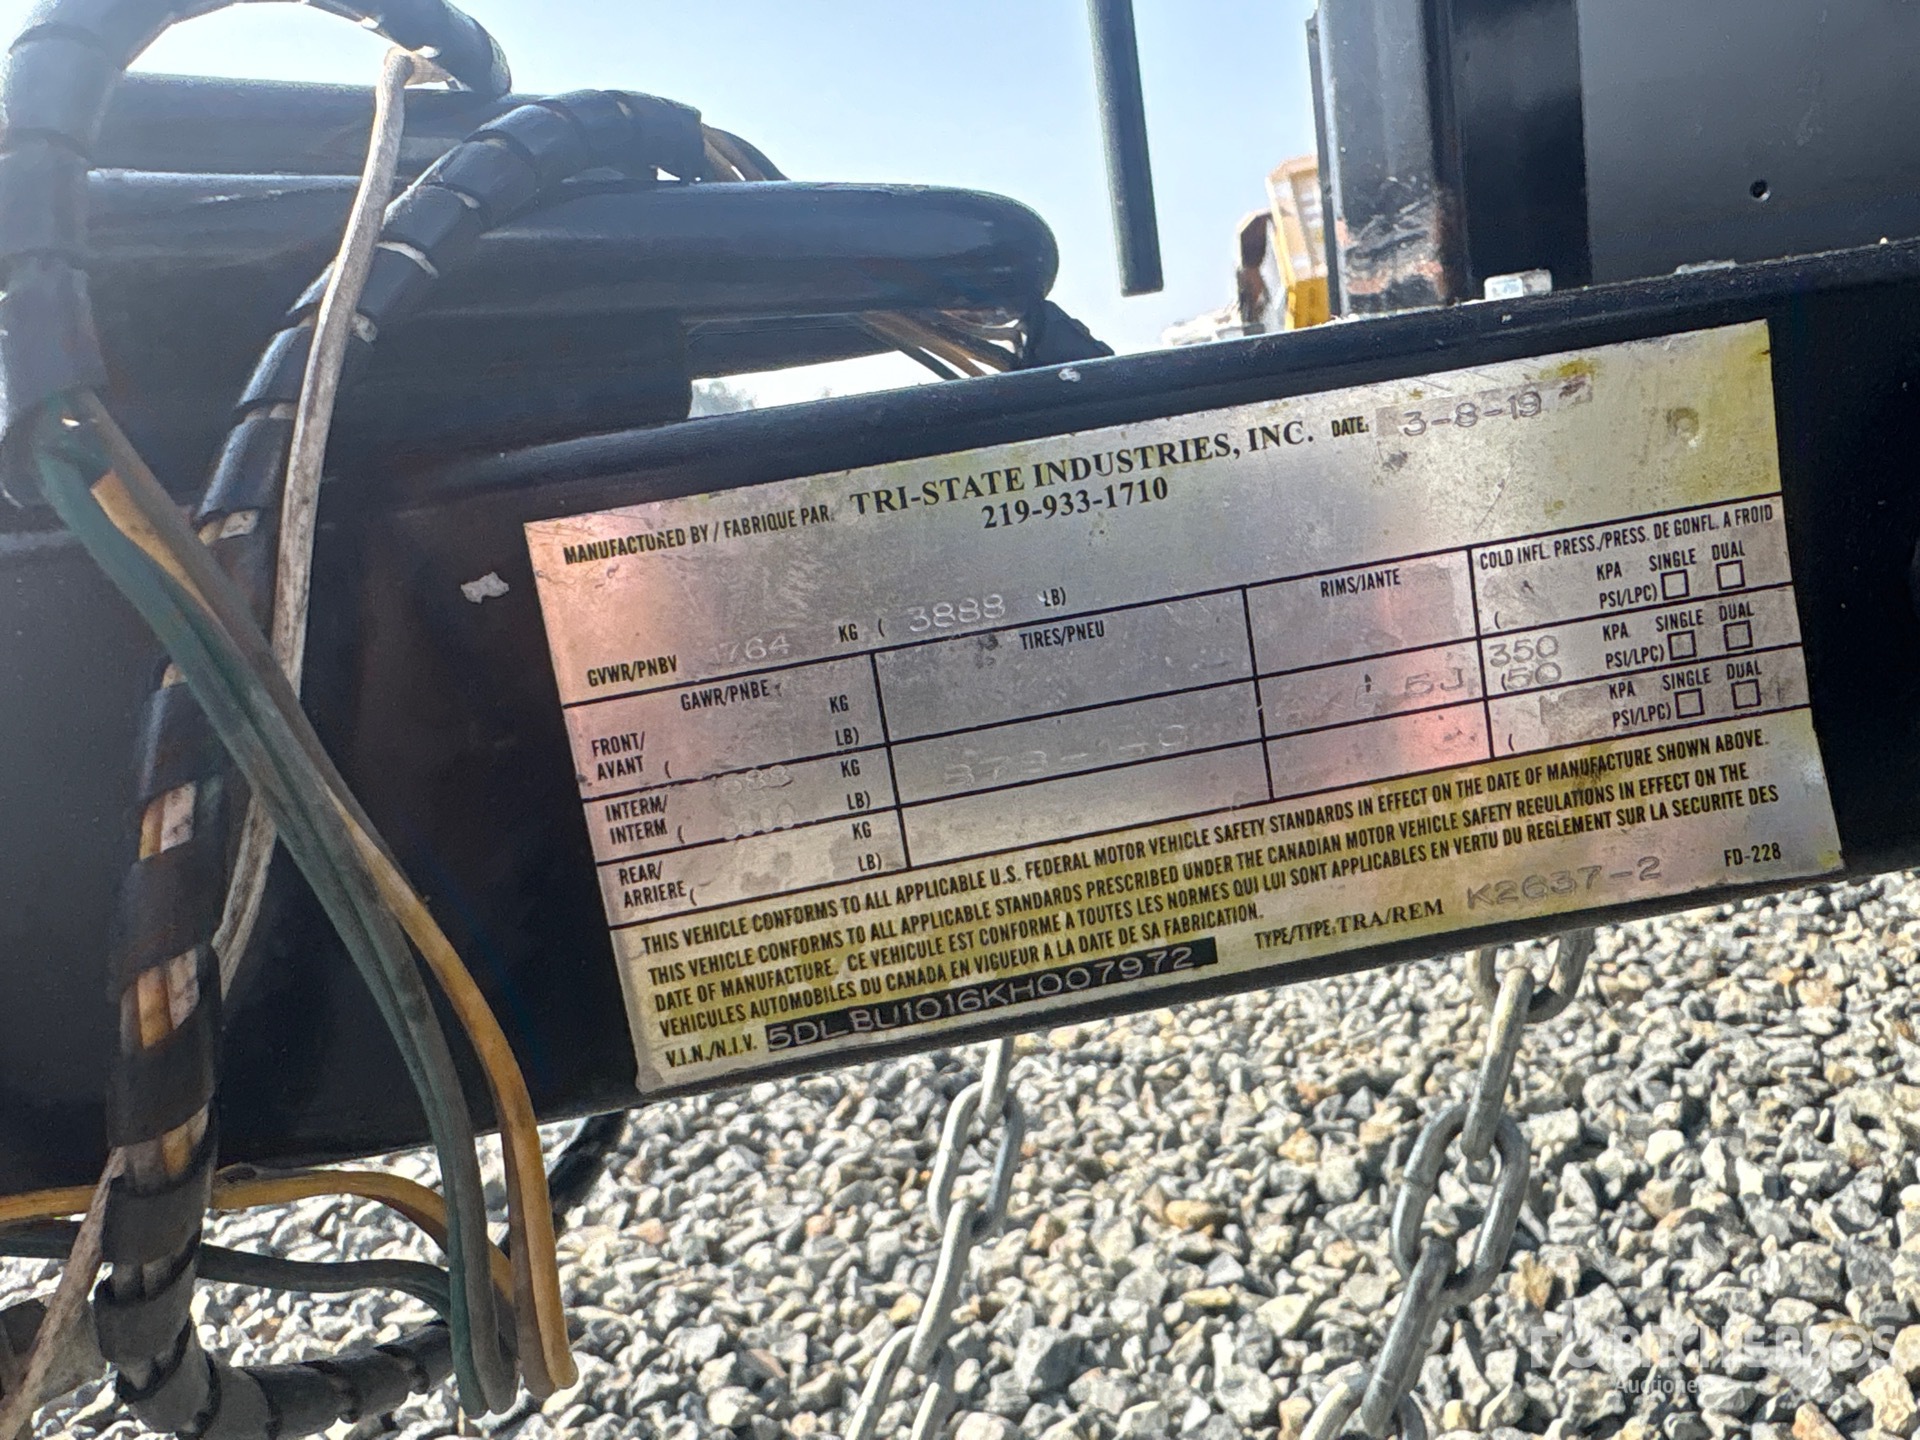 MANUFACTURED BY / FABRIQUE PAR: TRI-STATE INDUSTRIES, INC. DATE: 3-8-19
219-933-1710
GVWR/PNBV 764 KG ( 3888 LB)
GAWR/PNBE TIRES/PNEU RIMS/JANTE COLD INFL. PRESS./PRESS. DE GONFL. A FROID
FRONT/ KG KPA SINGLE DUAL
AVANT ( LB) ( PSI/LPC)
INTERM/ KG 350 KPA SINGLE DUAL
INTERM ( LB) 5J (50 PSI/LPC)
REAR/ KG KPA SINGLE DUAL
ARRIERE ( LB) ( PSI/LPC)
THIS VEHICLE CONFORMS TO ALL APPLICABLE U.S. FEDERAL MOTOR VEHICLE SAFETY STANDARDS IN EFFECT ON THE DATE OF MANUFACTURE SHOWN ABOVE.
THIS VEHICLE CONFORMS TO ALL APPLICABLE STANDARDS PRESCRIBED UNDER THE CANADIAN MOTOR VEHICLE SAFETY REGULATIONS IN EFFECT ON THE
DATE OF MANUFACTURE. CE VEHICULE EST CONFORME A TOUTES LES NORMES QUI LUI SONT APPLICABLES EN VERTU DU REGLEMENT SUR LA SECURITE DES
VEHICULES AUTOMOBILES DU CANADA EN VIGUEUR A LA DATE DE SA FABRICATION.
V.I.N./N.I.V. 5DLBU1016KH007972 TYPE/TYPE: TRA/REM K2637-2 FD-228